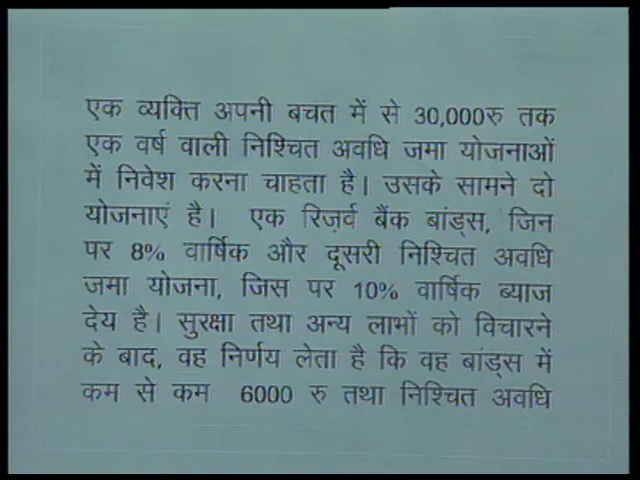 एक व्यक्ति अपनी बचत में से 30,000रु तक
एक वर्ष वाली निश्चित अवधि जमा योजनाओं
में निवेश करना चाहता है। उसके सामने दो
योजनाएं है। एक रिज़र्व बैंक बांड्स, जिन
पर 8% वार्षिक और दूसरी निश्चित अवधि
जमा योजना, जिस पर 10% वार्षिक ब्याज
देय है। सुरक्षा तथा अन्य लाभों को विचारने
के बाद, वह निर्णय लेता है कि वह बांड्स में
कम से कम 6000 रु तथा निश्चित अवधि